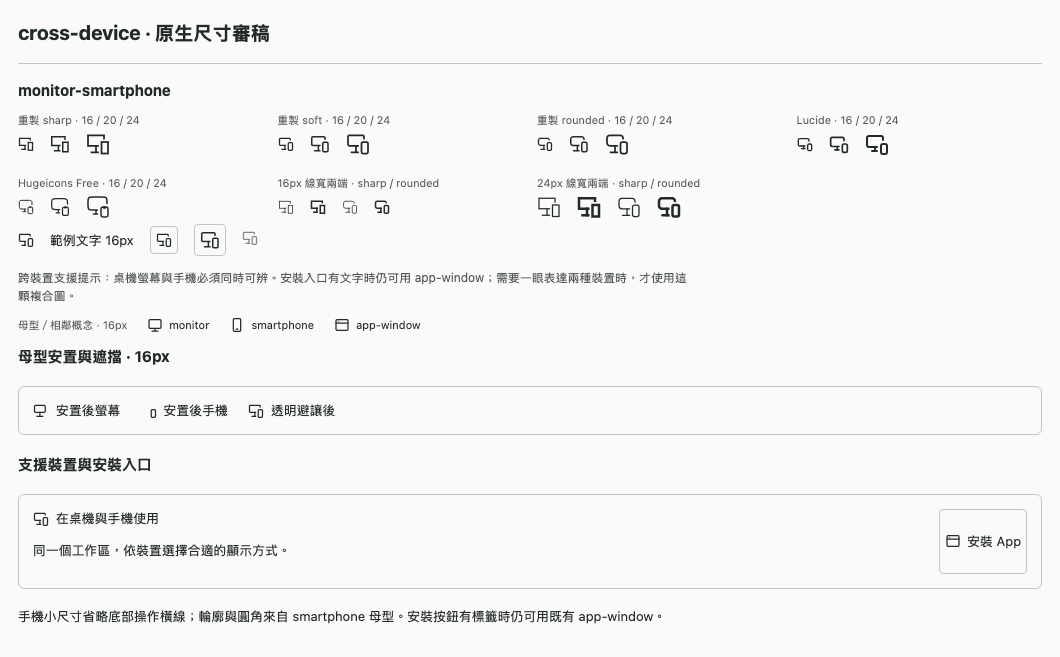 cross-device · 原生尺寸審稿
monitor-smartphone
重製 sharp · 16 / 20 / 24
重製 soft · 16 / 20 / 24
重製 rounded · 16 / 20 / 24
Lucide · 16 / 20 / 24
Hugeicons Free · 16 / 20 / 24
16px 線寬兩端 · sharp / rounded
24px 線寬兩端 · sharp / rounded
範例文字 16px
跨裝置支援提示：桌機螢幕與手機必須同時可辨。安裝入口有文字時仍可用 app-window；需要一眼表達兩種裝置時，才使用這
顆複合圖。
母型 / 相鄰概念 · 16px
monitor
smartphone
app-window
母型安置與遮擋 · 16px
安置後螢幕
安置後手機
透明避讓後
支援裝置與安裝入口
在桌機與手機使用
同一個工作區，依裝置選擇合適的顯示方式。
安裝 App
手機小尺寸省略底部操作橫線；輪廓與圓角來自 smartphone 母型。安裝按鈕有標籤時仍可用既有 app-window。